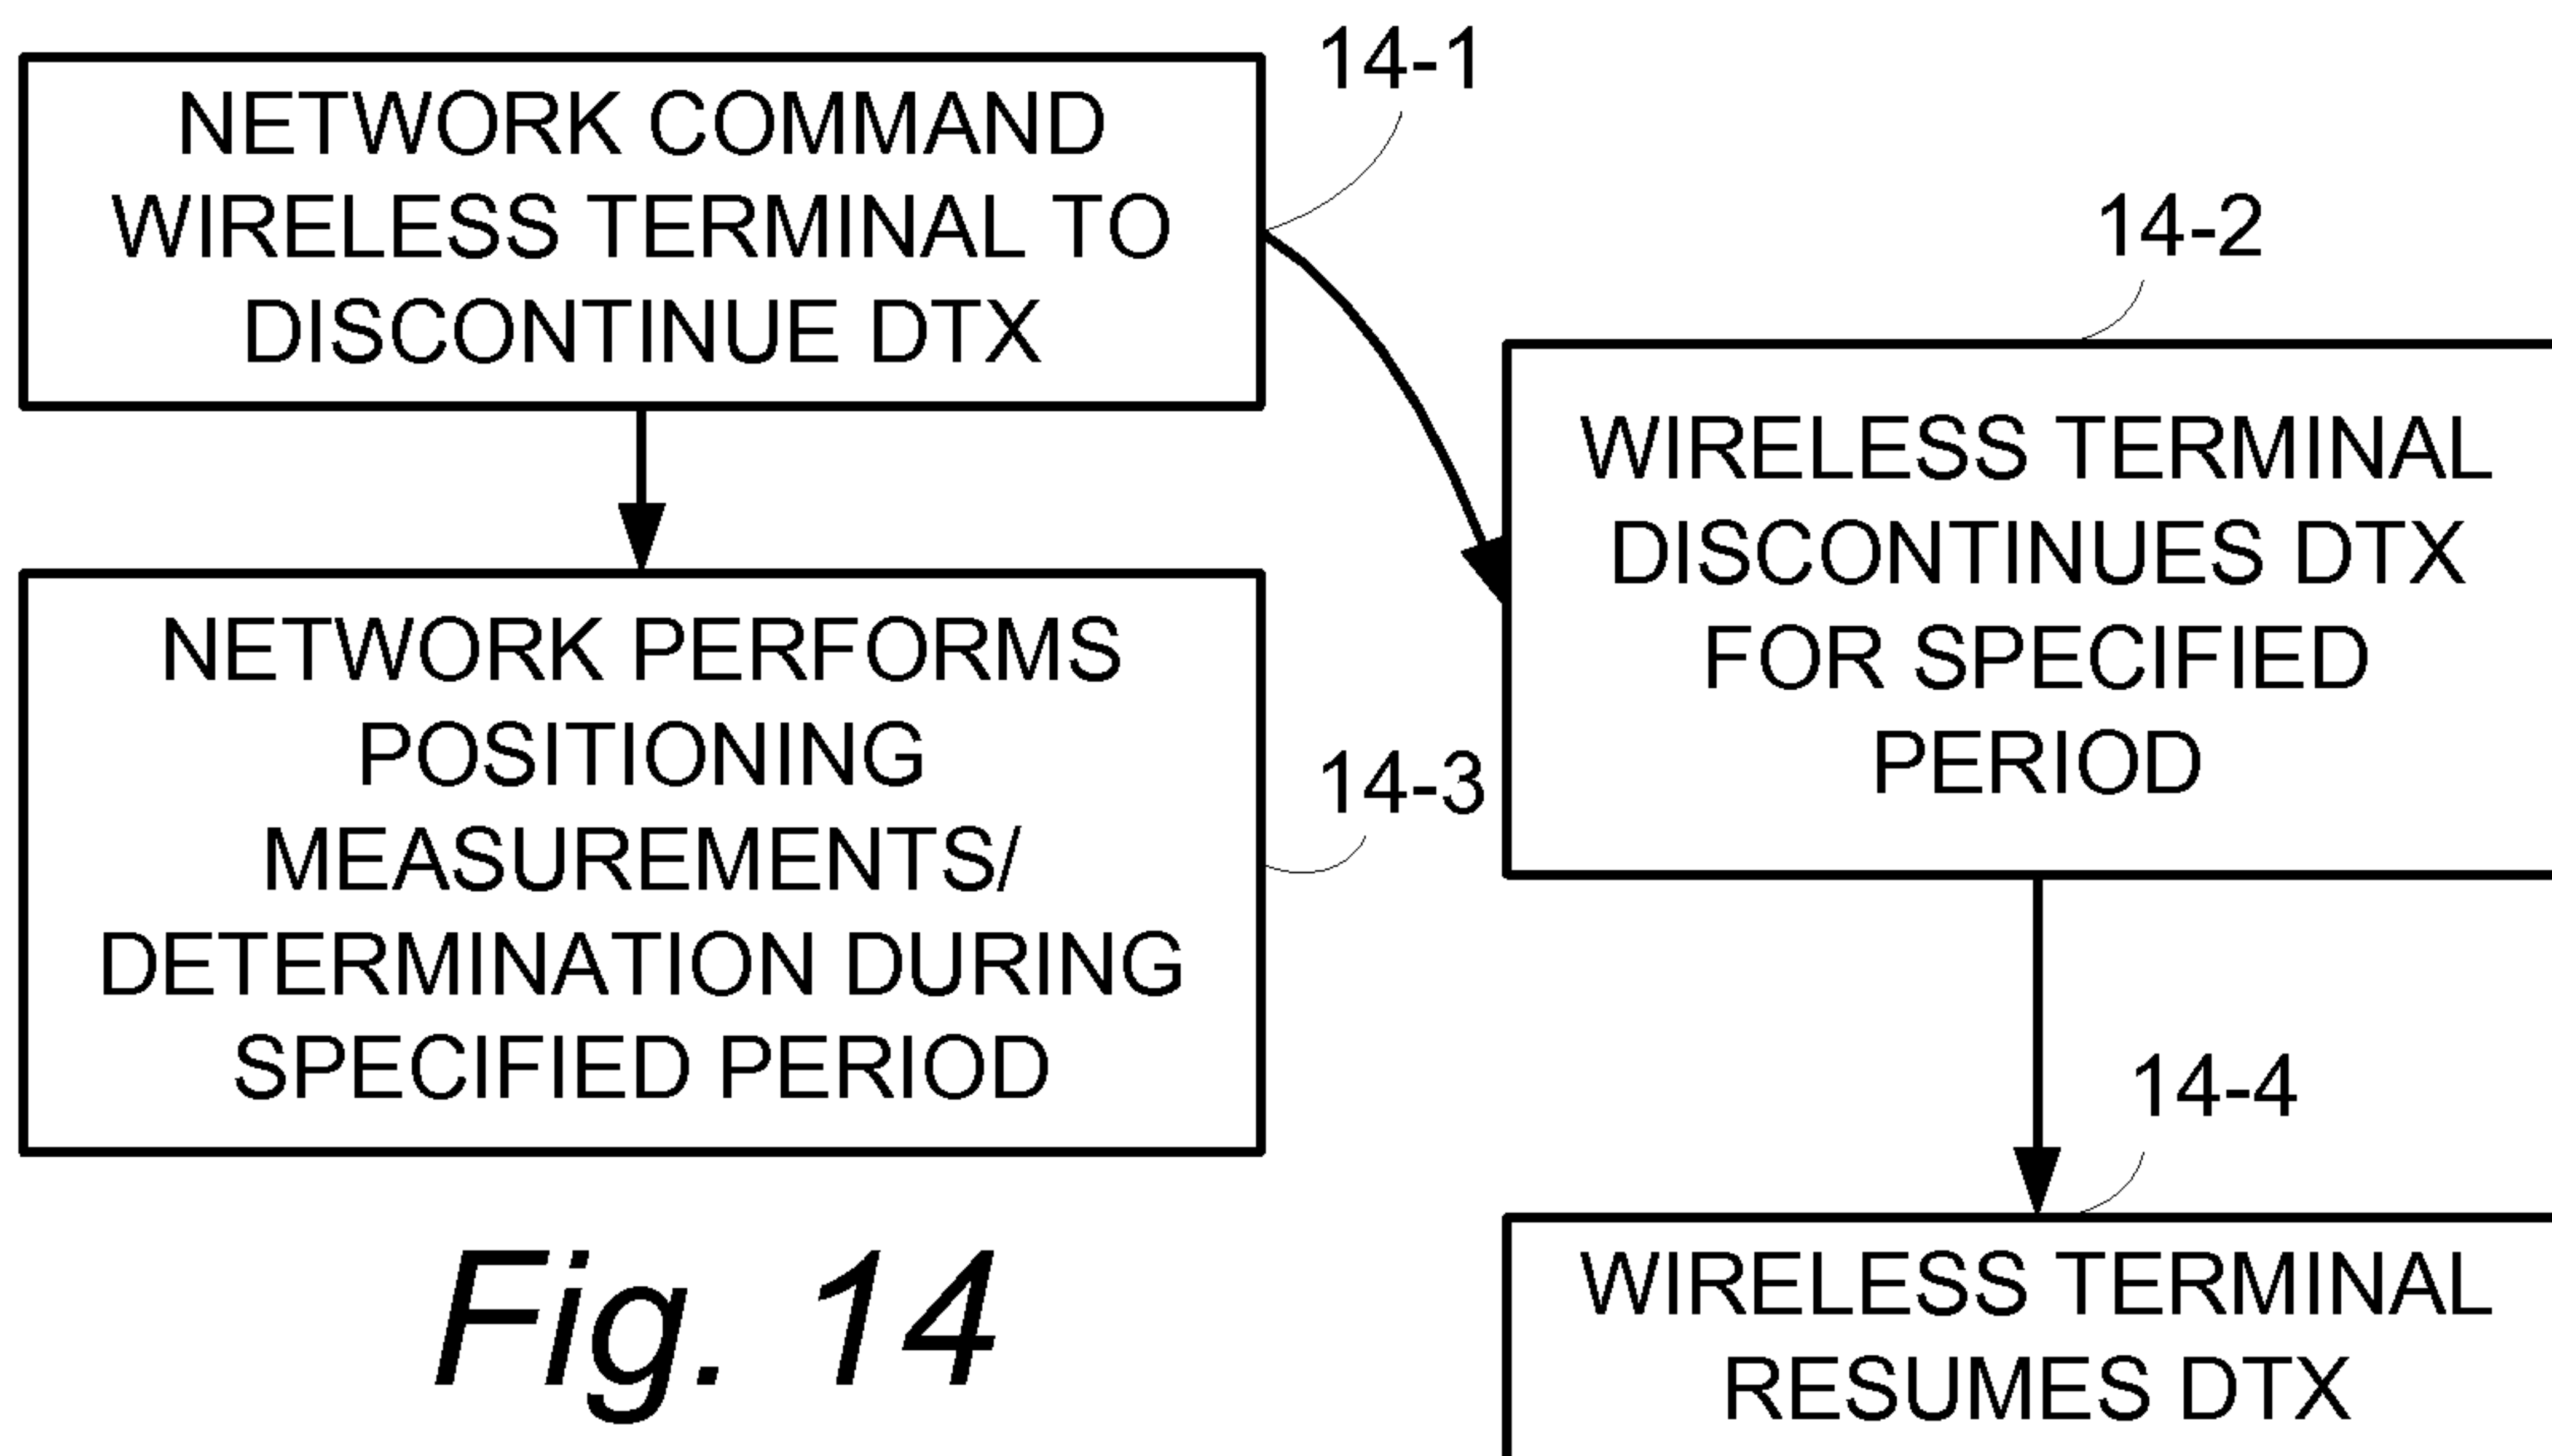 14-1
NETWORK COMMAND
WIRELESS TERMINAL TO
DISCONTINUE DTX
14-2
WIRELESS TERMINAL
DISCONTINUES DTX
FOR SPECIFIED
PERIOD
NETWORK PERFORMS
POSITIONING
MEASUREMENTS/
DETERMINATION DURING
SPECIFIED PERIOD
14-3
14-4
WIRELESS TERMINAL
RESUMES DTX
Fig. 14